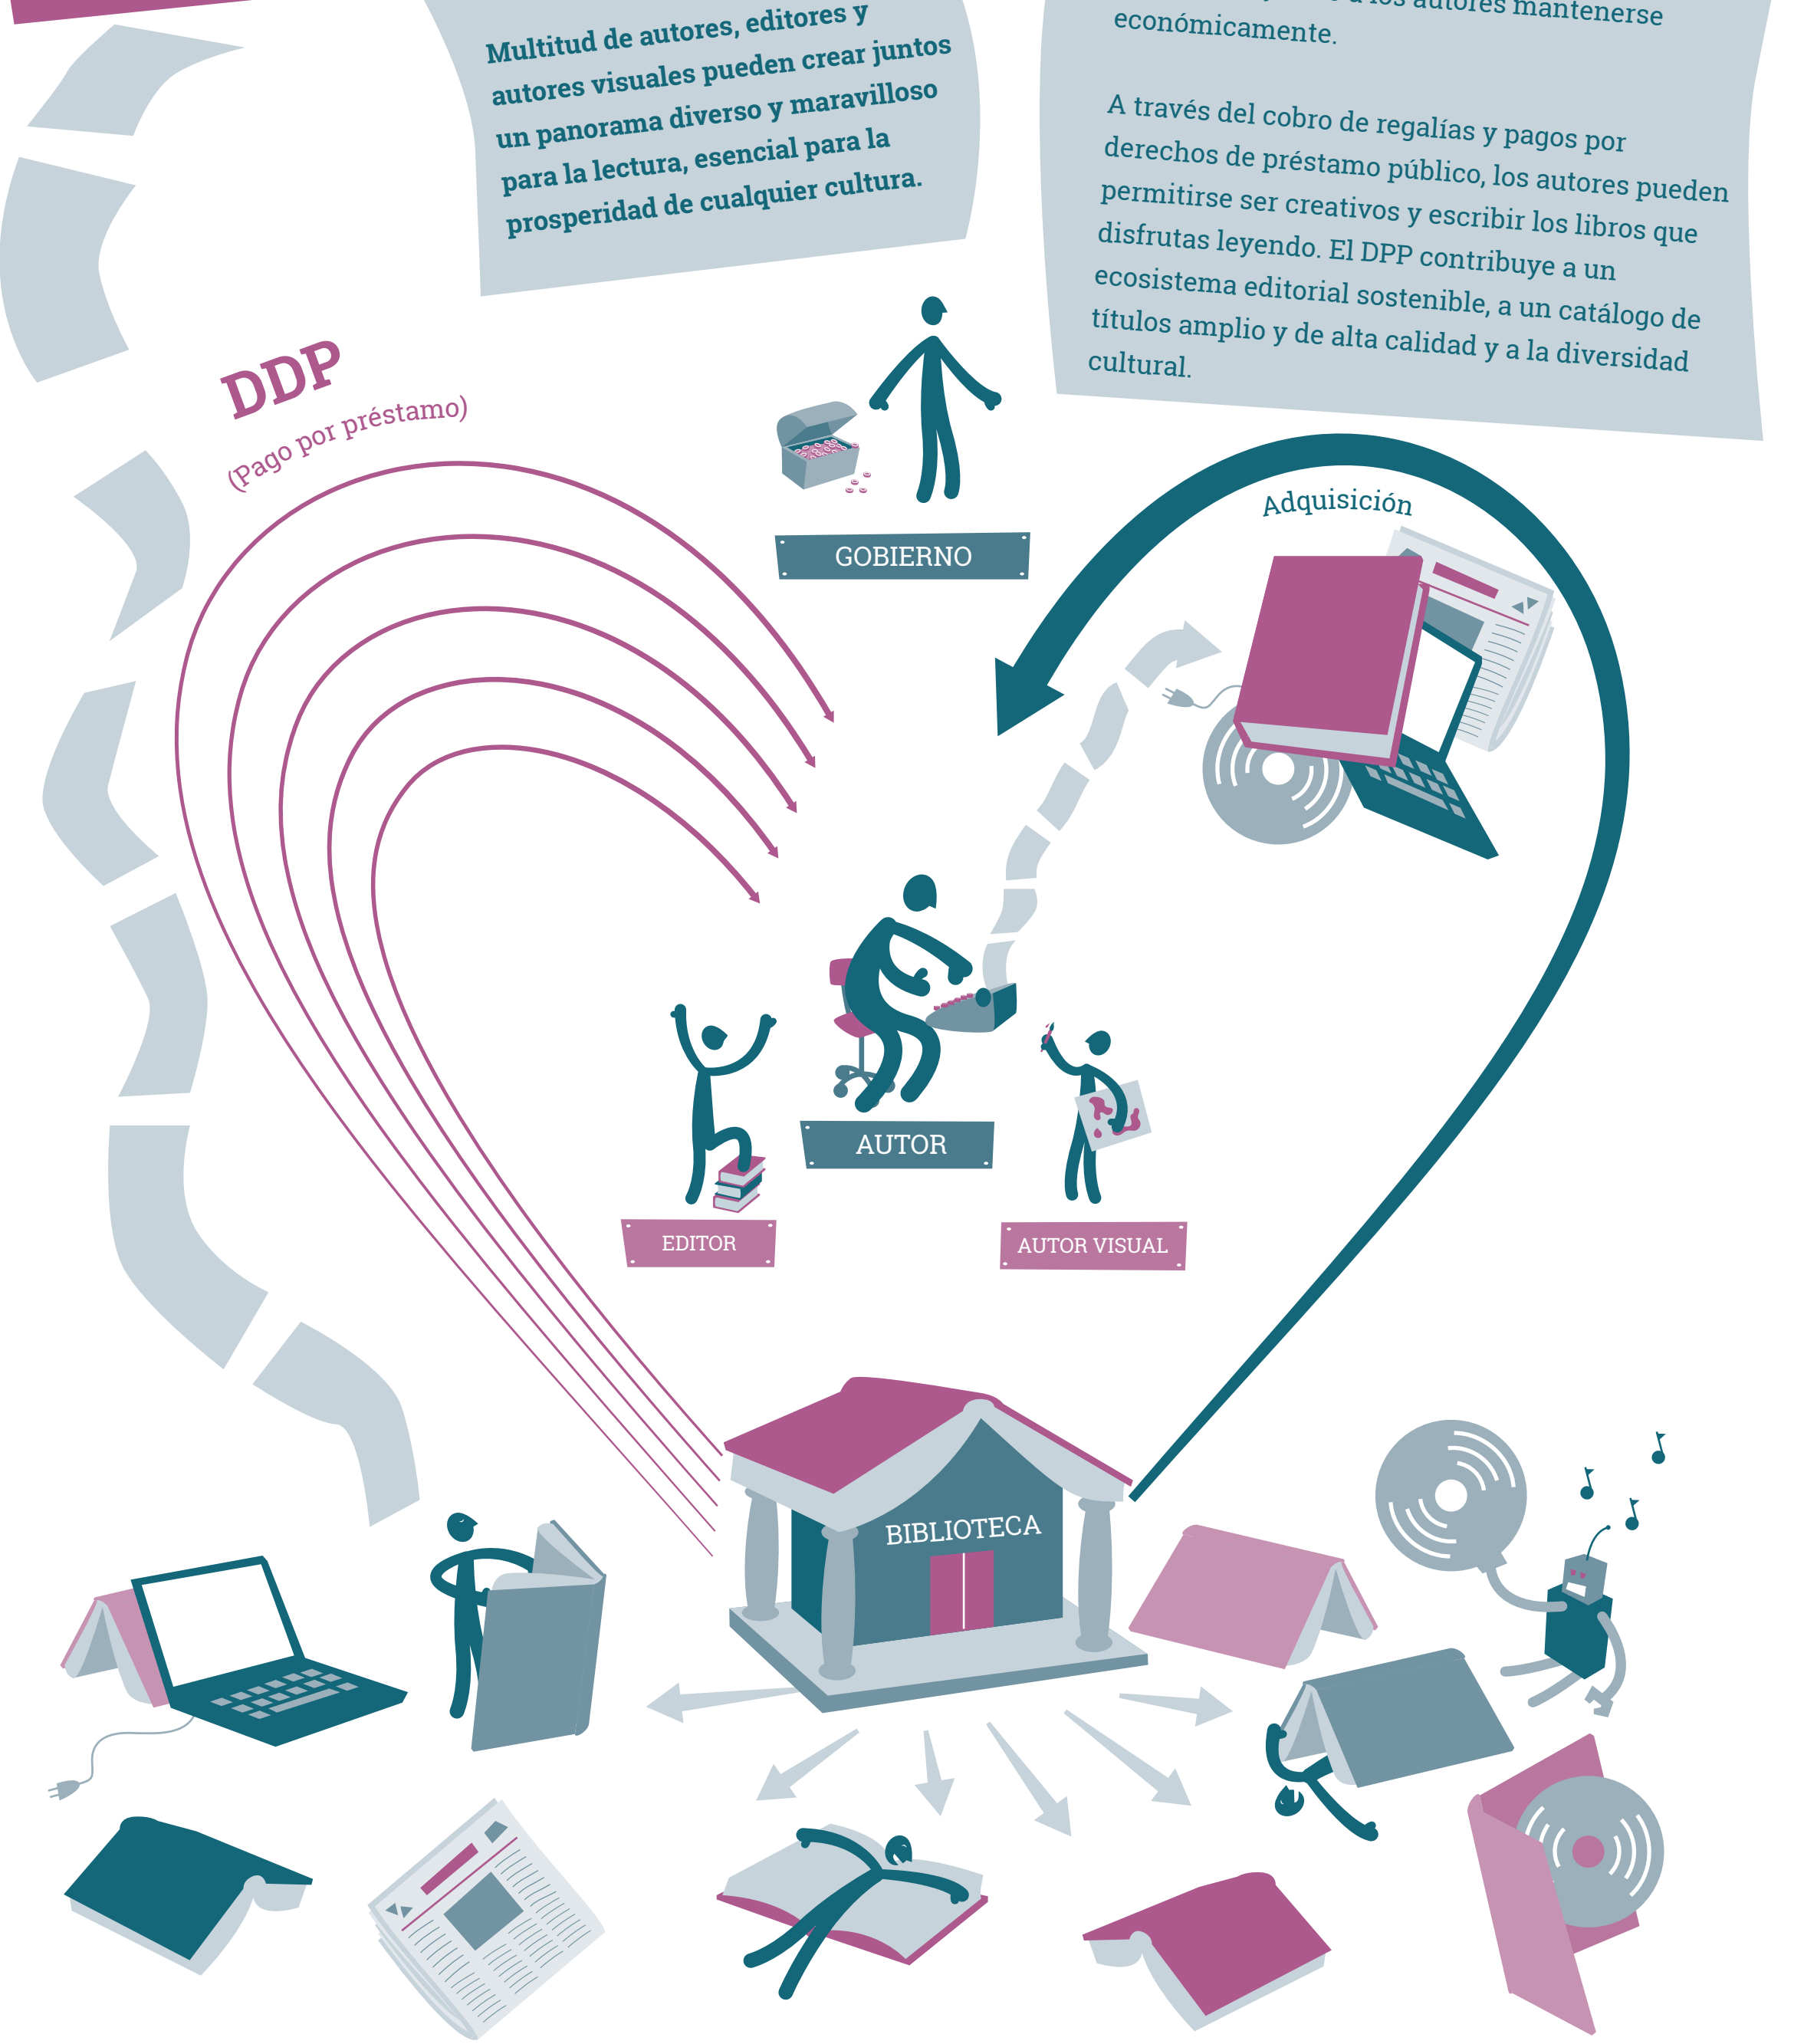 Multitud de autores, editores y
autores visuales pueden crear juntos
un panorama diverso y maravilloso
para la lectura, esencial para la
prosperidad de cualquier cultura.
los autores mantenerse
económicamente.
A través del cobro de regalías y pagos por
derechos de préstamo público, los autores pueden
permitirse ser creativos y escribir los libros que
disfrutas leyendo. El DPP contribuye a un
ecosistema editorial sostenible, a un catálogo de
títulos amplio y de alta calidad y a la diversidad
cultural.
DDP
(Pago por préstamo)
GOBIERNO
Adquisición
AUTOR
EDITOR
AUTOR VISUAL
BIBLIOTECA